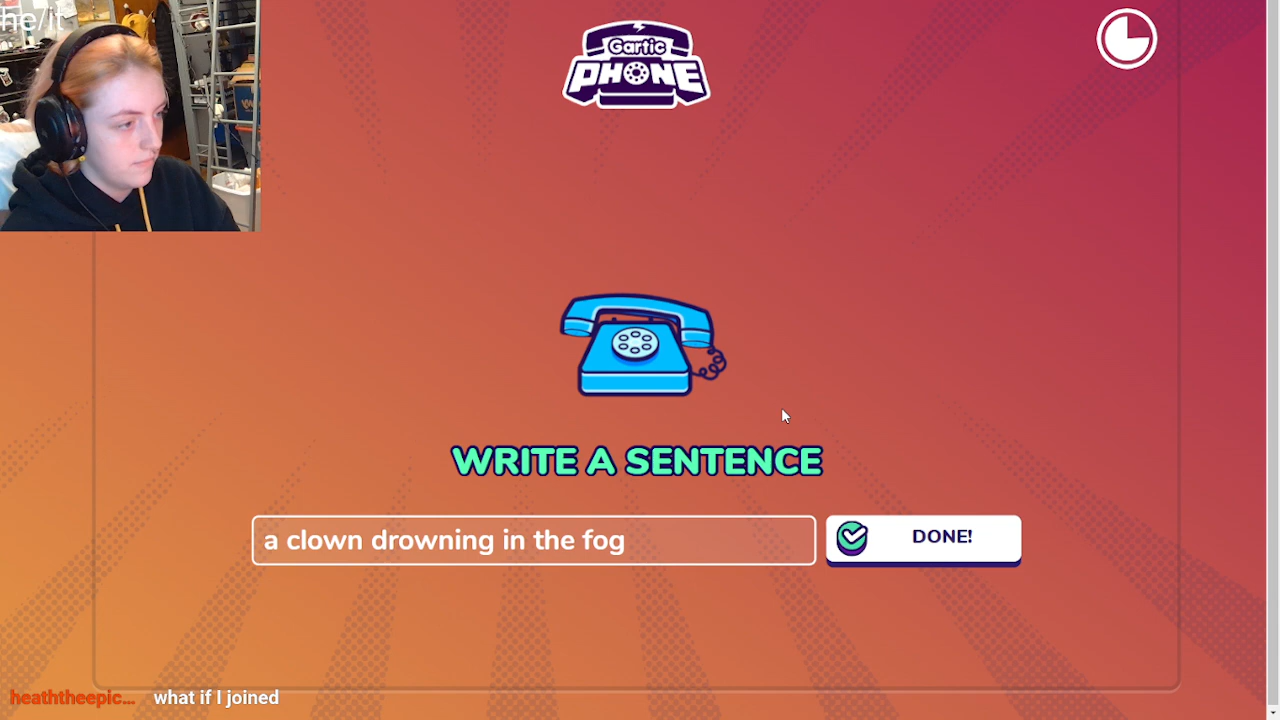 he/it
Gartic
PHONE
WRITE A SENTENCE
a clown drowning in the fog
DONE!
heaththeepic... what if I joined